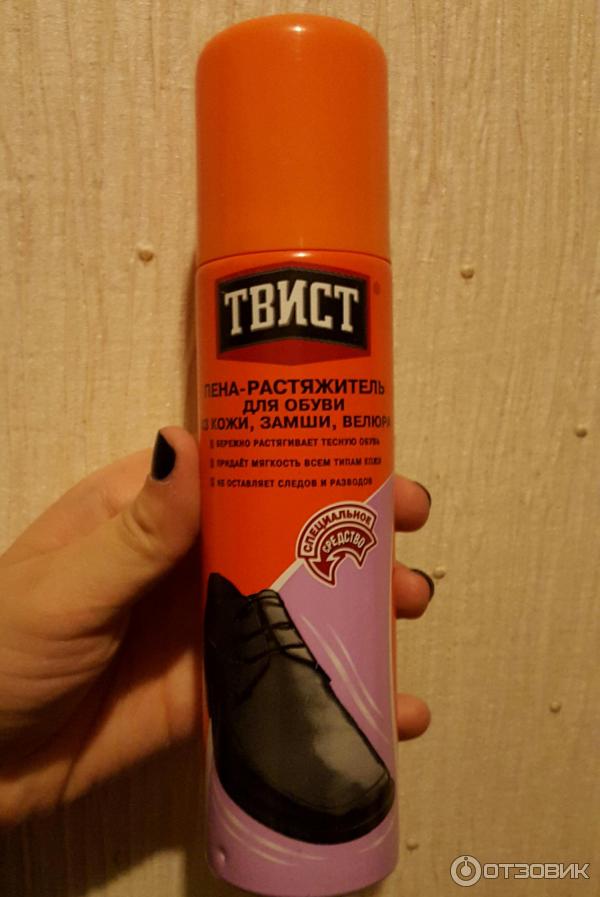 ТВИСТ
®
ПЕНА-РАСТЯЖИТЕЛЬ
ДЛЯ ОБУВИ
ИЗ КОЖИ, ЗАМШИ, ВЕЛЮРА
БЕРЕЖНО РАСТЯГИВАЕТ ТЕСНУЮ ОБУВЬ
ПРИДАЁТ МЯГКОСТЬ ВСЕМ ТИПАМ КОЖИ
НЕ ОСТАВЛЯЕТ СЛЕДОВ И РАЗВОДОВ
СПЕЦИАЛЬНОЕ
СРЕДСТВО
ОТЗОВИК